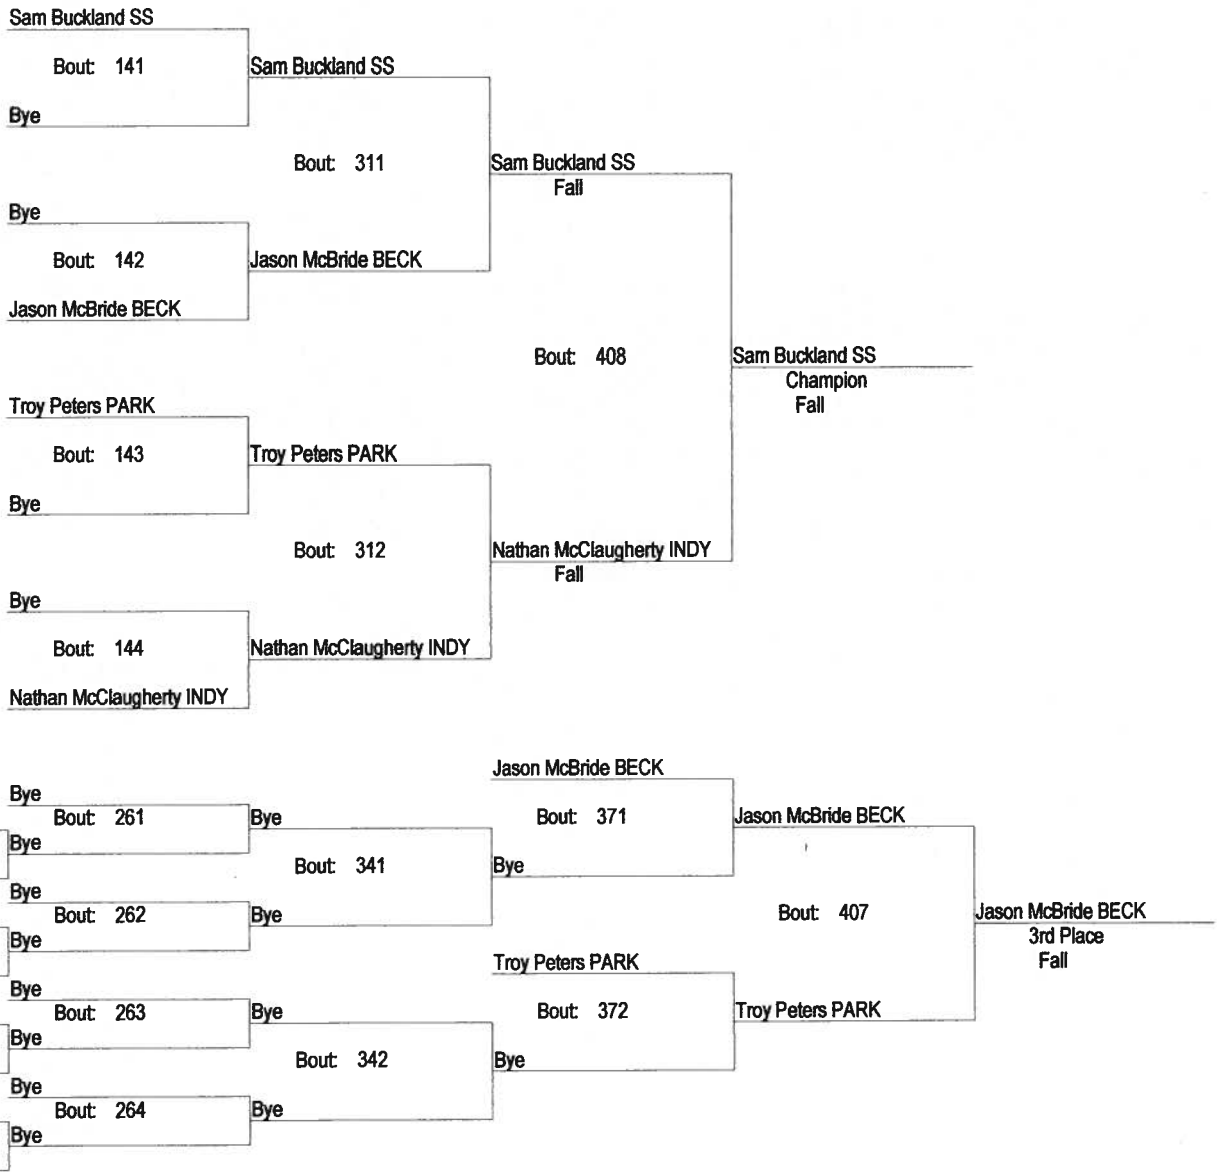 Sam Buckland SS
Bout: 141
Sam Buckland SS
Bye
Bout: 311
Sam Buckland SS
Fall
Bye
Bout: 142
Jason McBride BECK
Jason McBride BECK
Bout: 408
Sam Buckland SS
Champion
Fall
Troy Peters PARK
Bout: 143
Troy Peters PARK
Bye
Bout: 312
Nathan McClaugherty INDY
Fall
Bye
Bout: 144
Nathan McClaugherty INDY
Nathan McClaugherty INDY
Jason McBride BECK
Bye
Bout: 261
Bye
Bout: 371
Jason McBride BECK
Bye
Bout: 341
Bye
Bye
Bout: 262
Bye
Bout: 407
Jason McBride BECK
Bye
3rd Place
Fall
Troy Peters PARK
Bye
Bout: 263
Bye
Bout: 372
Troy Peters PARK
Bye
Bout: 342
Bye
Bye
Bout: 264
Bye
Bye